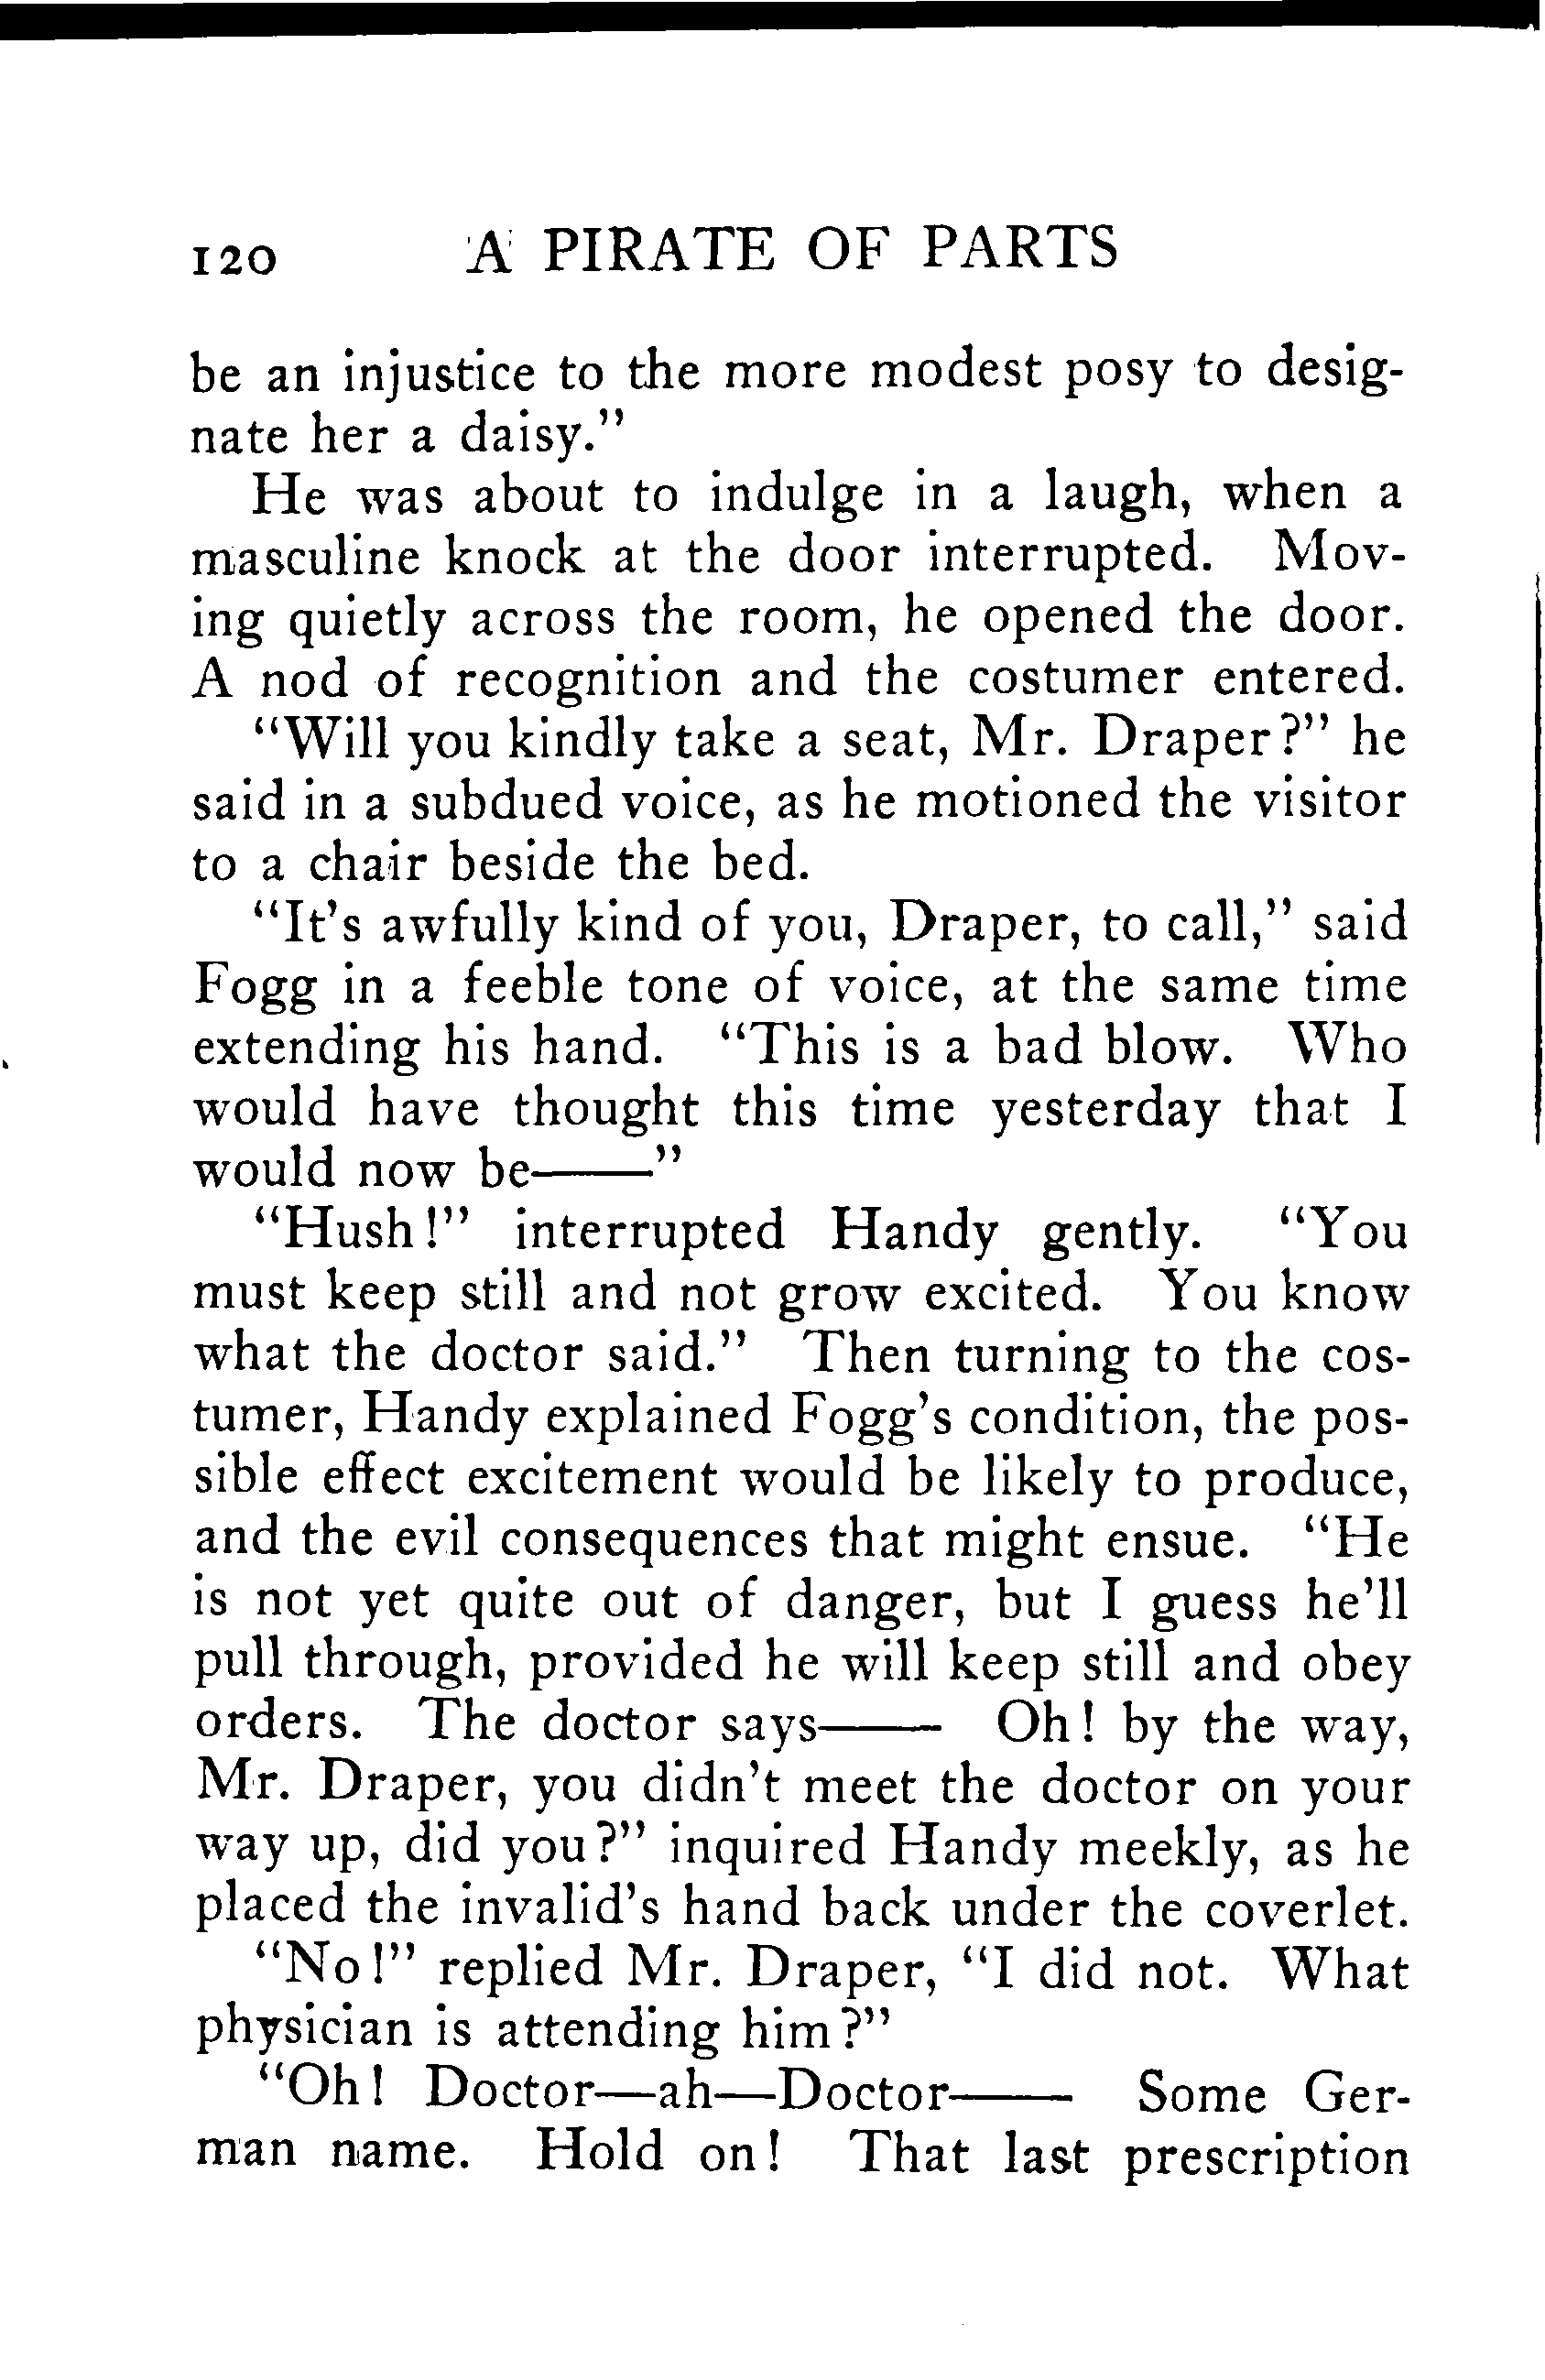 120 A PIRATE OF PARTS
be an injustice to the more modest posy to desig-
nate her a daisy."
He was about to indulge in a laugh, when a
masculine knock at the door interrupted. Mov-
ing quietly across the room, he opened the door.
A nod of recognition and the costumer entered.
"Will you kindly take a seat, Mr. Draper?" he
said in a subdued voice, as he motioned the visitor
to a chair beside the bed.
"It's awfully kind of you, Draper, to call," said
Fogg in a feeble tone of voice, at the same time
extending his hand. "This is a bad blow. Who
would have thought this time yesterday that I
would now be——"
"Hush!" interrupted Handy gently. "You
must keep still and not grow excited. You know
what the doctor said." Then turning to the cos-
tumer, Handy explained Fogg's condition, the pos-
sible effect excitement would be likely to produce,
and the evil consequences that might ensue. "He
is not yet quite out of danger, but I guess he'll
pull through, provided he will keep still and obey
orders. The doctor says—— Oh! by the way,
Mr. Draper, you didn't meet the doctor on your
way up, did you?" inquired Handy meekly, as he
placed the invalid's hand back under the coverlet.
"No!" replied Mr. Draper, "I did not. What
physician is attending him?"
"Oh! Doctor—ah—Doctor—— Some Ger-
man name. Hold on! That last prescription